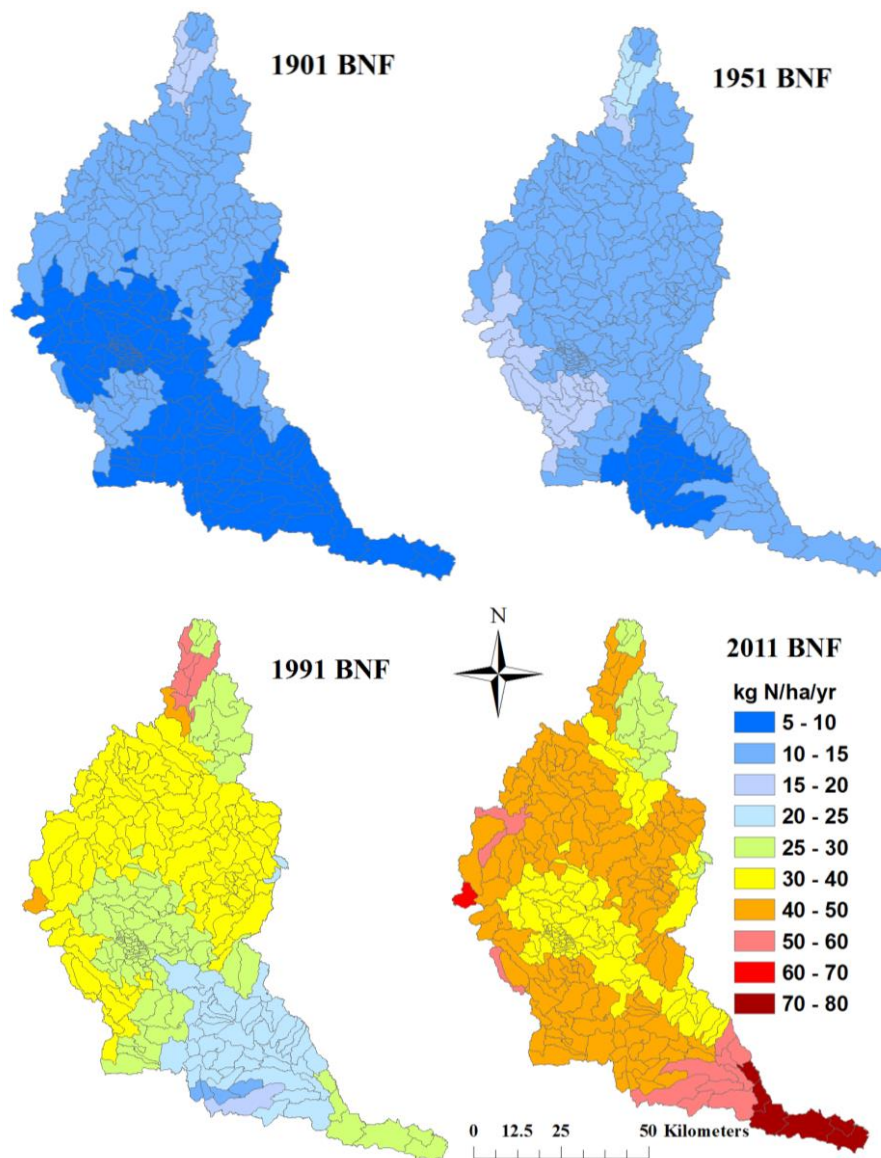 1901 BNF
1951 BNF
1991 BNF
N
2011 BNF
kg N/ha/yr
5 - 10
10 - 15
15 - 20
20 - 25
25 - 30
30 - 40
40 - 50
50 - 60
60 - 70
70 - 80
0 12.5 25 50 Kilometers